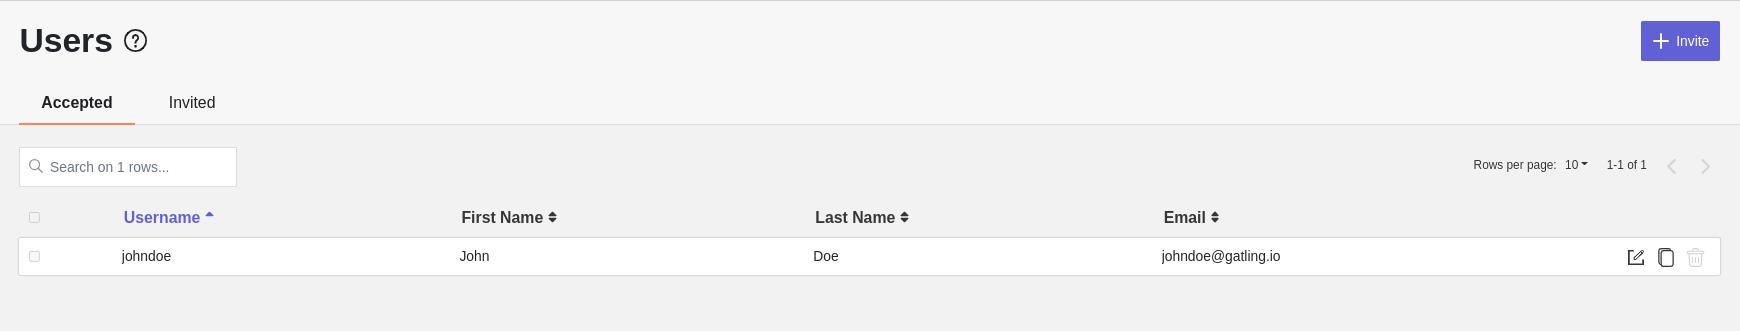 Users ?
Invite
Accepted Invited
Search on 1 rows...
Rows per page: 10 1-1 of 1
Username First Name Last Name Email
johndoe John Doe johndoe@gatling.io